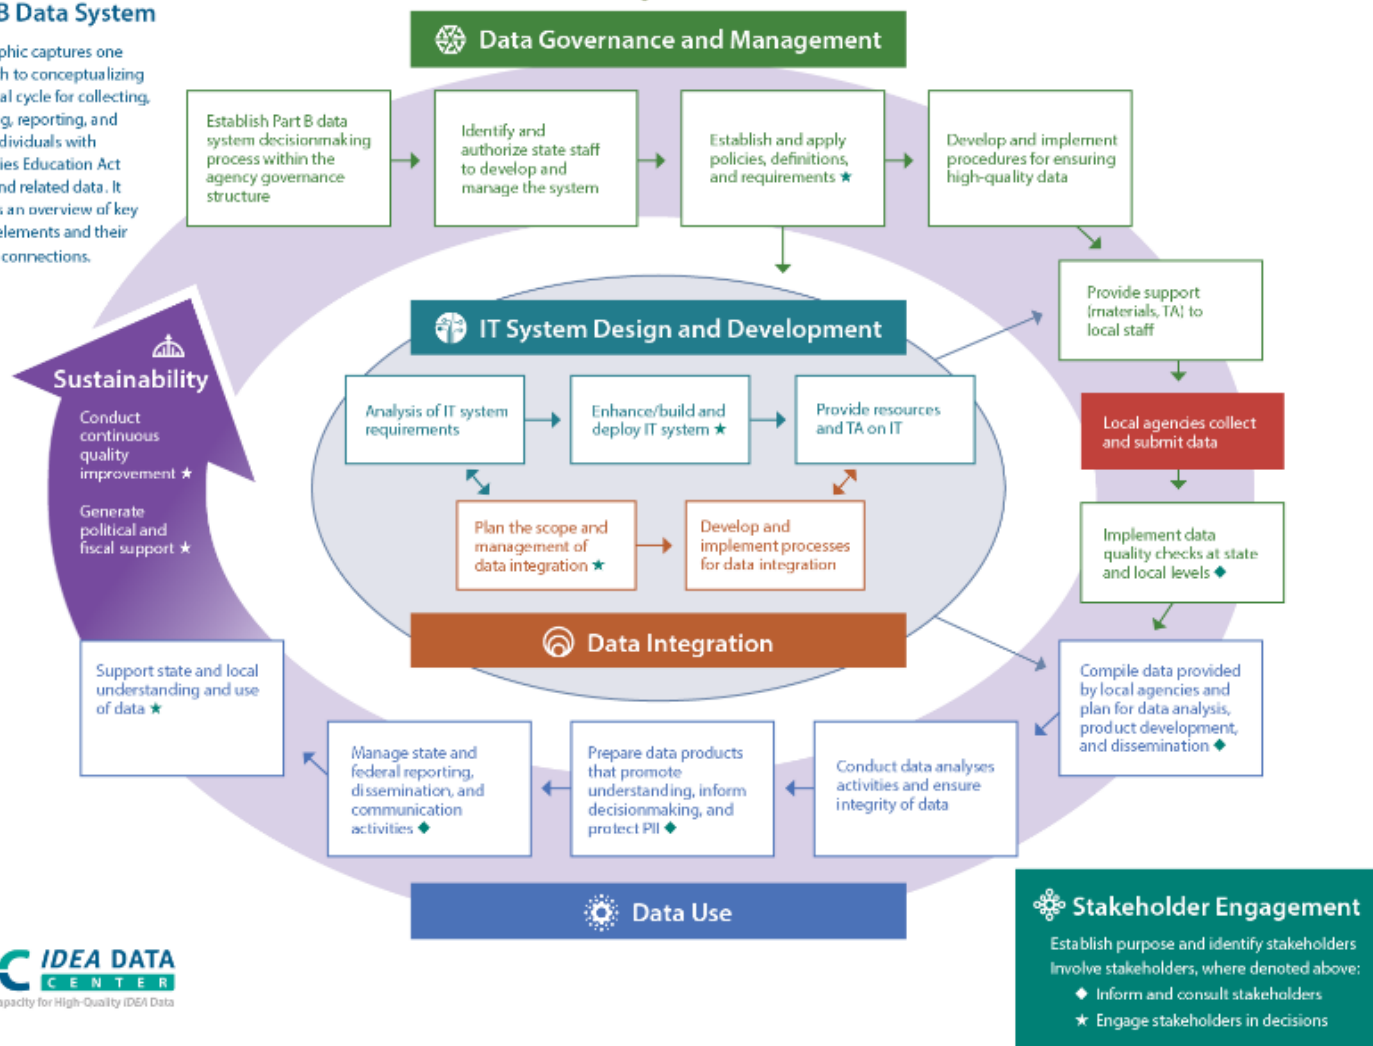 B Data System
phic captures one
h to conceptualizing
al cycle for collecting,
g, reporting, and
dividuals with
ies Education Act
nd related data. It
s an overview of key
elements and their
connections.
Data Governance and Management
Establish Part B data
system decisionmaking
process within the
agency governance
structure
Identify and
authorize state staff
to develop and
manage the system
Establish and apply
policies, definitions,
and requirements ★
Develop and implement
procedures for ensuring
high-quality data
Provide support
(materials, TA) to
local staff
Local agencies collect
and submit data
Implement data
quality checks at state
and local levels ◆
IT System Design and Development
Analysis of IT system
requirements
Enhance/build and
deploy IT system ★
Provide resources
and TA on IT
Plan the scope and
management of
data integration ★
Develop and
implement processes
for data integration
Data Integration
Sustainability
Conduct
continuous
quality
improvement ★
Generate
political and
fiscal support ★
Compile data provided
by local agencies and
plan for data analysis,
product development,
and dissemination ◆
Conduct data analyses
activities and ensure
integrity of data
Prepare data products
that promote
understanding, inform
decisionmaking, and
protect PII ◆
Manage state and
federal reporting,
dissemination, and
communication
activities ◆
Support state and local
understanding and use
of data ★
Data Use
Stakeholder Engagement
Establish purpose and identify stakeholders
Involve stakeholders, where denoted above:
◆ Inform and consult stakeholders
★ Engage stakeholders in decisions
C IDEA DATA
CENTER
apacity for High-Quality IDEA Data